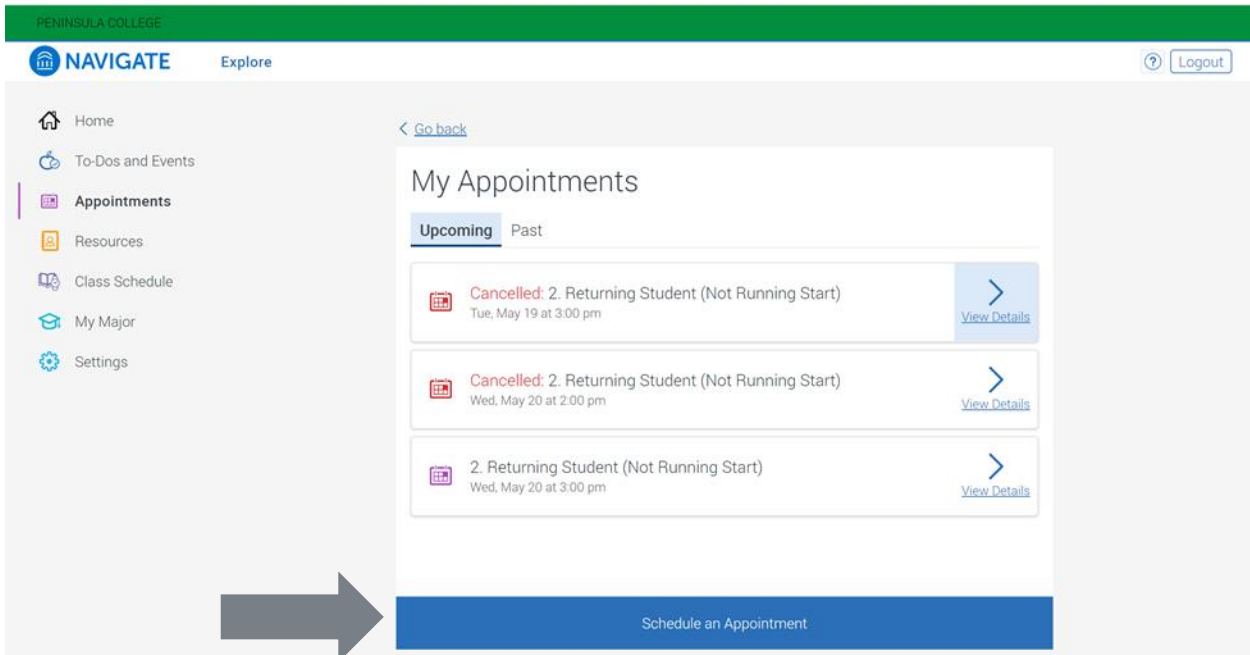 PENINSULA COLLEGE
NAVIGATE Explore ? Logout
Home
To-Dos and Events
Appointments
Resources
Class Schedule
My Major
Settings
Go back
My Appointments
Upcoming Past
Cancelled: 2. Returning Student (Not Running Start)
Tue, May 19 at 3:00 pm
View Details
Cancelled: 2. Returning Student (Not Running Start)
Wed, May 20 at 2:00 pm
View Details
2. Returning Student (Not Running Start)
Wed, May 20 at 3:00 pm
View Details
Schedule an Appointment